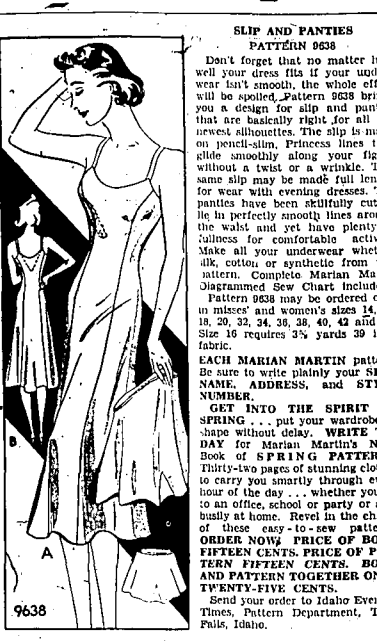 SLIP AND PANTIES
PATTERN 9638
Don't forget that no matter
well your dress fits if your
wear isn't smooth, the whole
will be spoiled. Pattern 9638
you a design for slip and
that are basically right for all
newest silhouettes. The slip is
on pencil-slim, Princess lines
glide smoothly along your
without a twist or a wrinkle.
same slip may be made full
for wear with evening dresses.
panties have been skillfully cut
lie in perfectly smooth lines
the waist and yet have plenty
fullness for comfortable
Make all your underwear
silk, cotton or synthetic from
pattern. Complete Marian
Diagrammed Sew Chart
Pattern 9638 may be ordered
in misses' and women's sizes 14,
18, 20, 32, 34, 36, 38, 40, 42 and
Size 16 requires 3⅜ yards 39
fabric.
EACH MARIAN MARTIN
Be sure to write plainly your
NAME, ADDRESS, and
NUMBER.
GET INTO THE SPIRIT
SPRING . . . put your
shape without delay. WRITE
DAY for Marian Martin's
Book of SPRING
Thirty-two pages of stunning
to carry you smartly through
hour of the day . . . whether
to an office, school or party or
busily at home. Revel in the
of these easy-to-sew
ORDER NOW! PRICE OF
FIFTEEN CENTS. PRICE OF
TERN FIFTEEN CENTS.
AND PATTERN TOGETHER
TWENTY-FIVE CENTS.
Send your order to Idaho
Times, Pattern Department,
Falls, Idaho.
B
A
9638